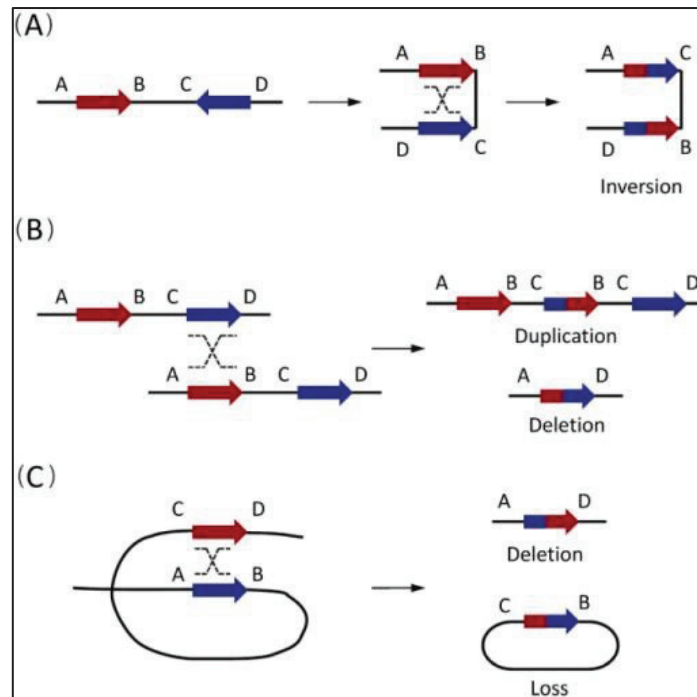 (A)
A B C D
A B
D C
A C
D B
Inversion
(B)
A B C D
A B C D
A B C B C D
Duplication
A D
Deletion
(C)
C D
A B
A D
Deletion
C B
Loss